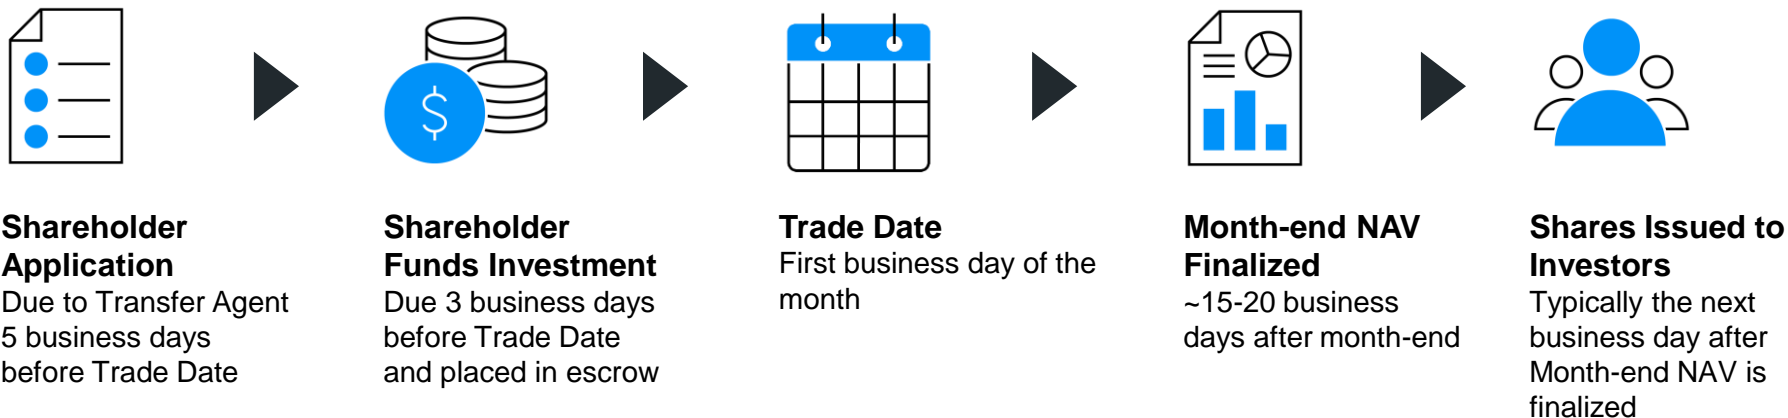 $
Shareholder
Application
Due to Transfer Agent
5 business days
before Trade Date
Shareholder
Funds Investment
Due 3 business days
before Trade Date
and placed in escrow
Trade Date
First business day of the
month
Month-end NAV
Finalized
~15-20 business
days after month-end
Shares Issued to
Investors
Typically the next
business day after
Month-end NAV is
finalized